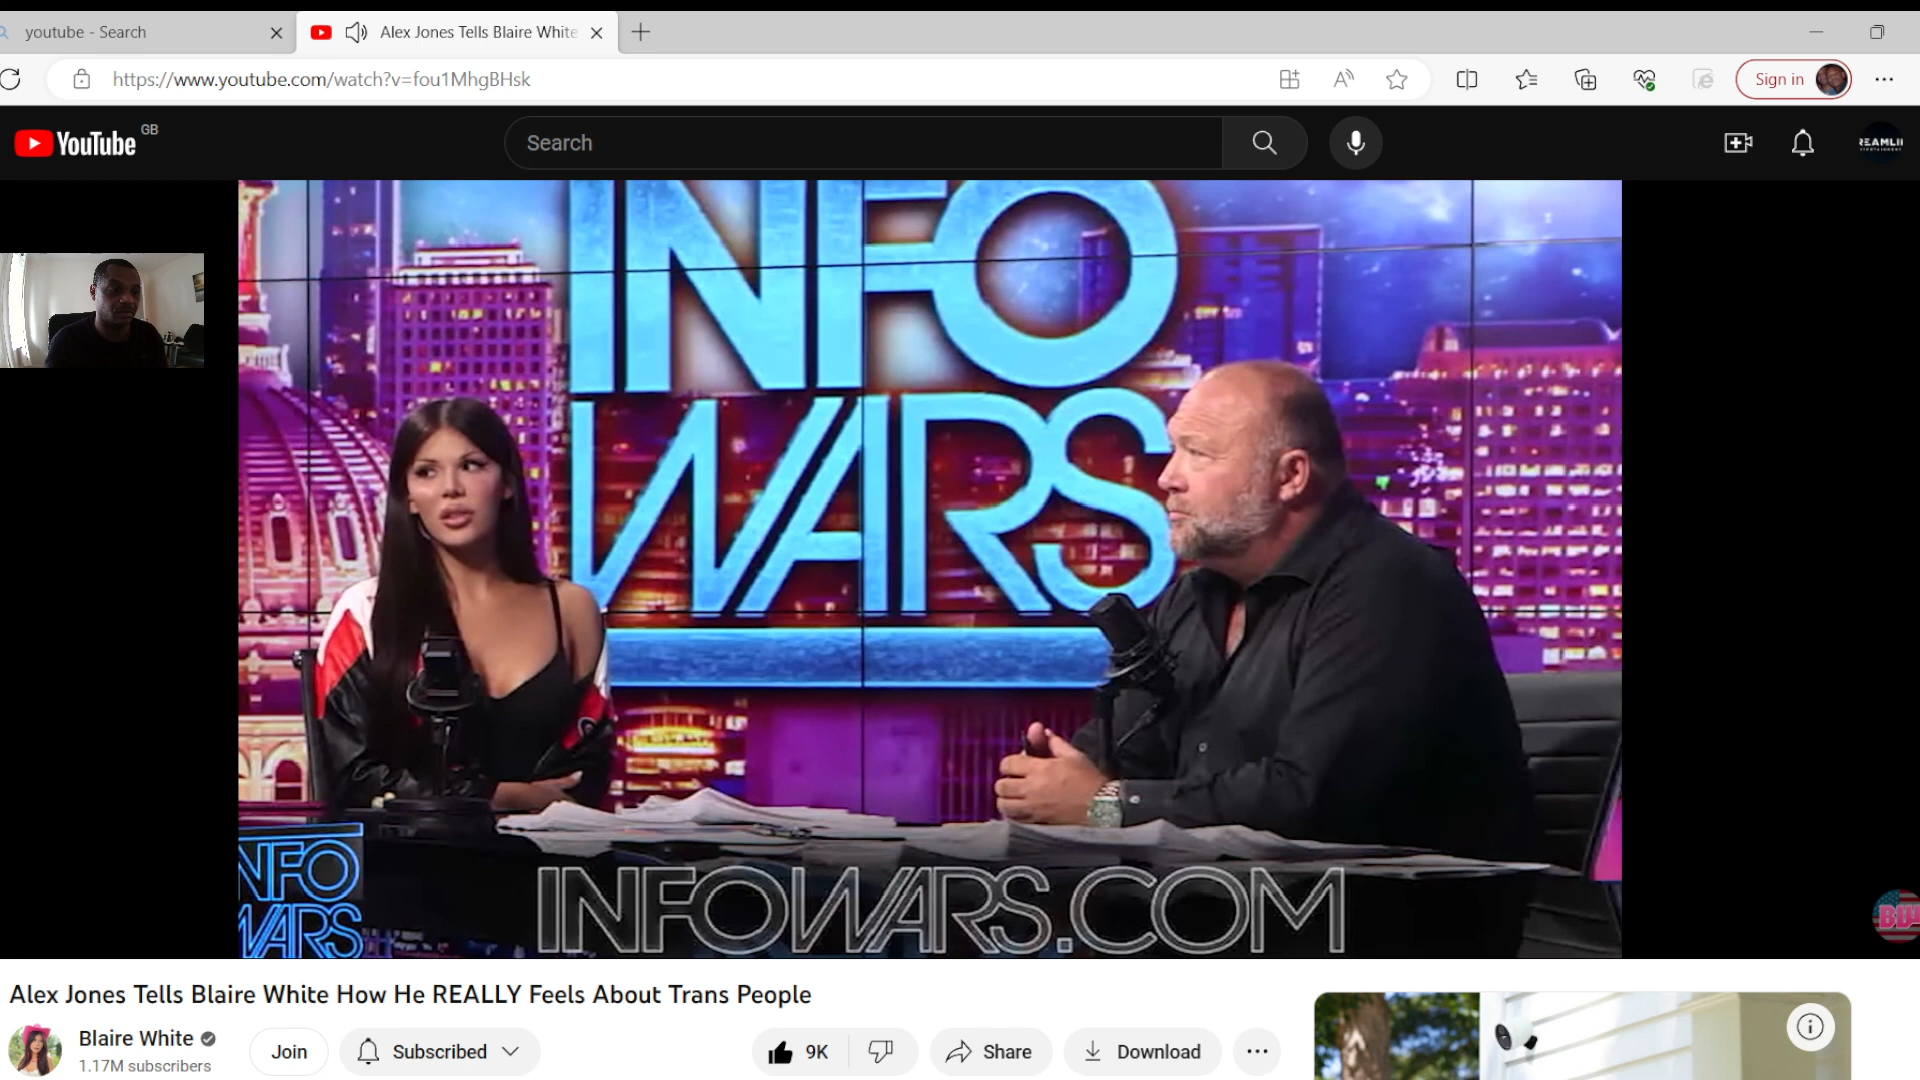 youtube - Search
Alex Jones Tells Blaire White
https://www.youtube.com/watch?v=fou1MhgBHsk
Sign in
YouTube GB
Search
INFO
WARS
INFO
WARS
INFOWARS.COM
Alex Jones Tells Blaire White How He REALLY Feels About Trans People
Blaire White
1.17M subscribers
Join
Subscribed
9K
Share
Download